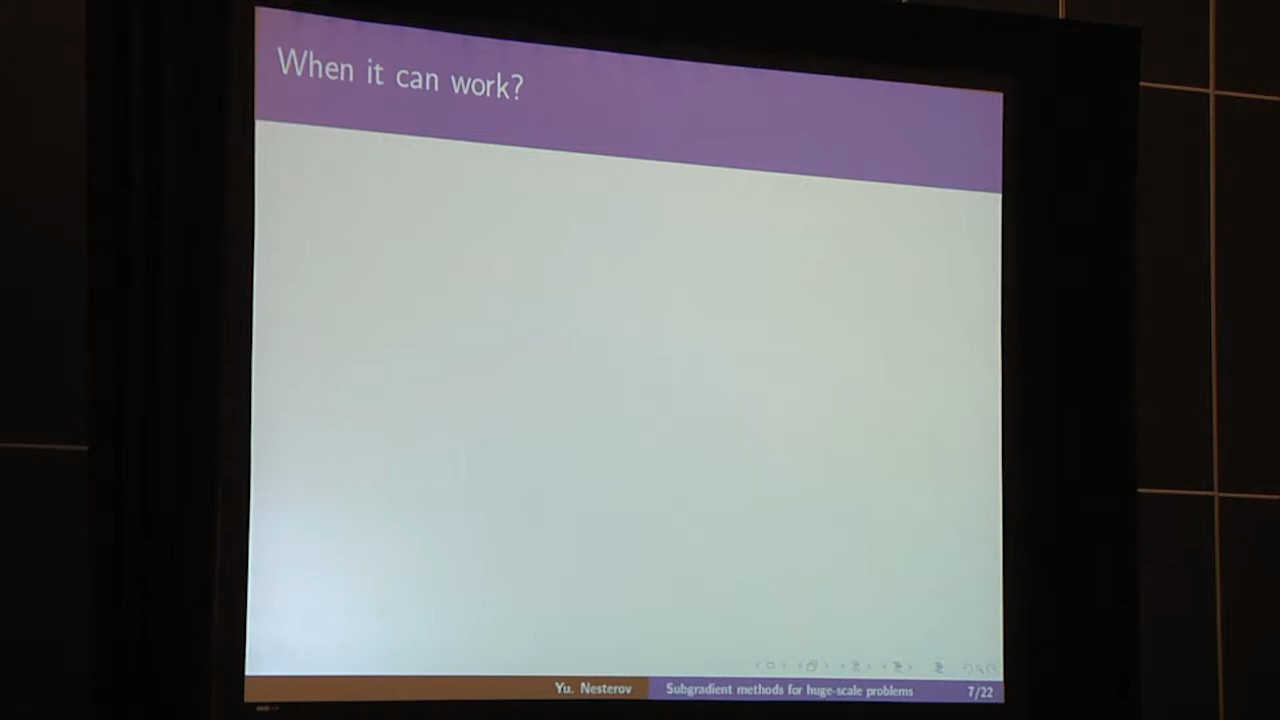 When it can work?
Yu. Nesterov Subgradient methods for huge-scale problems 7/22